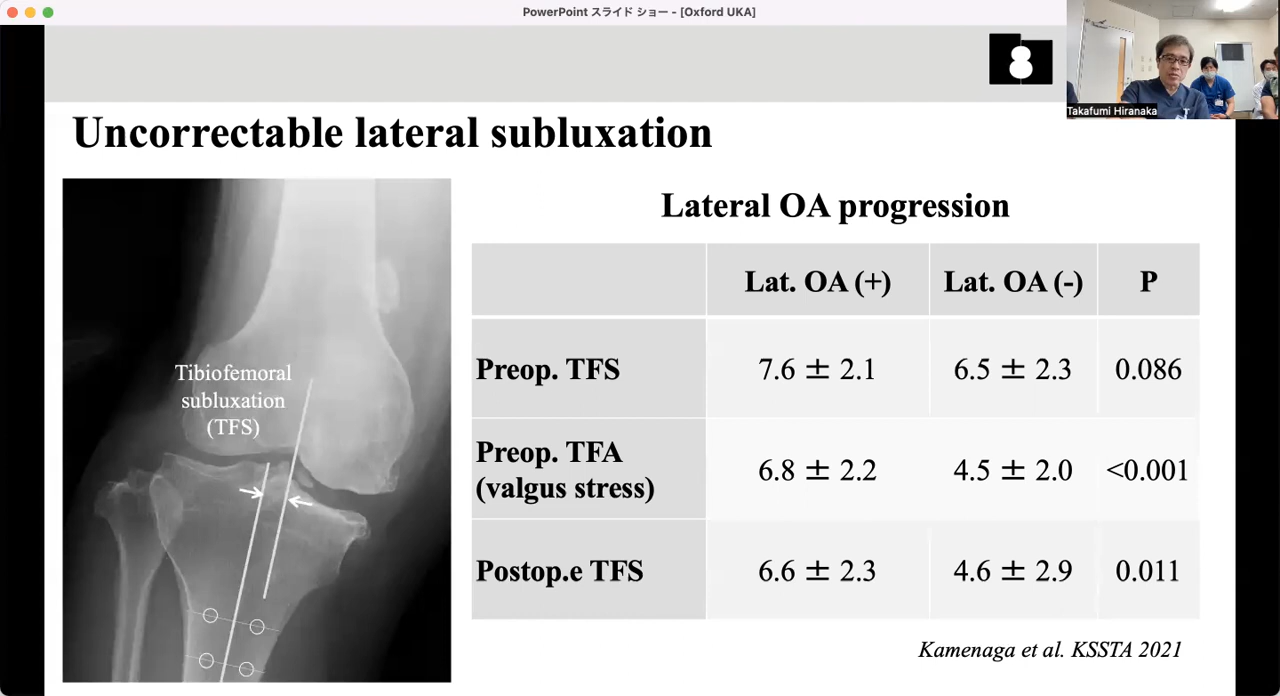 PowerPoint スライド ショー - [Oxford UKA]
Takafumi Hiranaka
Uncorrectable lateral subluxation
Tibiofemoral
subluxation
(TFS)
Lateral OA progression
Lat. OA (+) Lat. OA (-) P
Preop. TFS 7.6 ± 2.1 6.5 ± 2.3 0.086
Preop. TFA
(valgus stress) 6.8 ± 2.2 4.5 ± 2.0 <0.001
Postop.e TFS 6.6 ± 2.3 4.6 ± 2.9 0.011
Kamenaga et al. KSSTA 2021